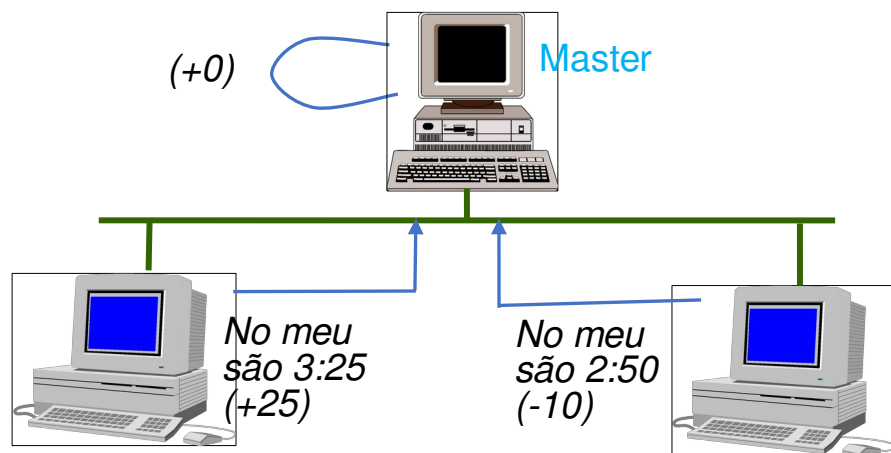 (+0)
Master
No meu
são 3:25
(+25)
No meu
são 2:50
(-10)